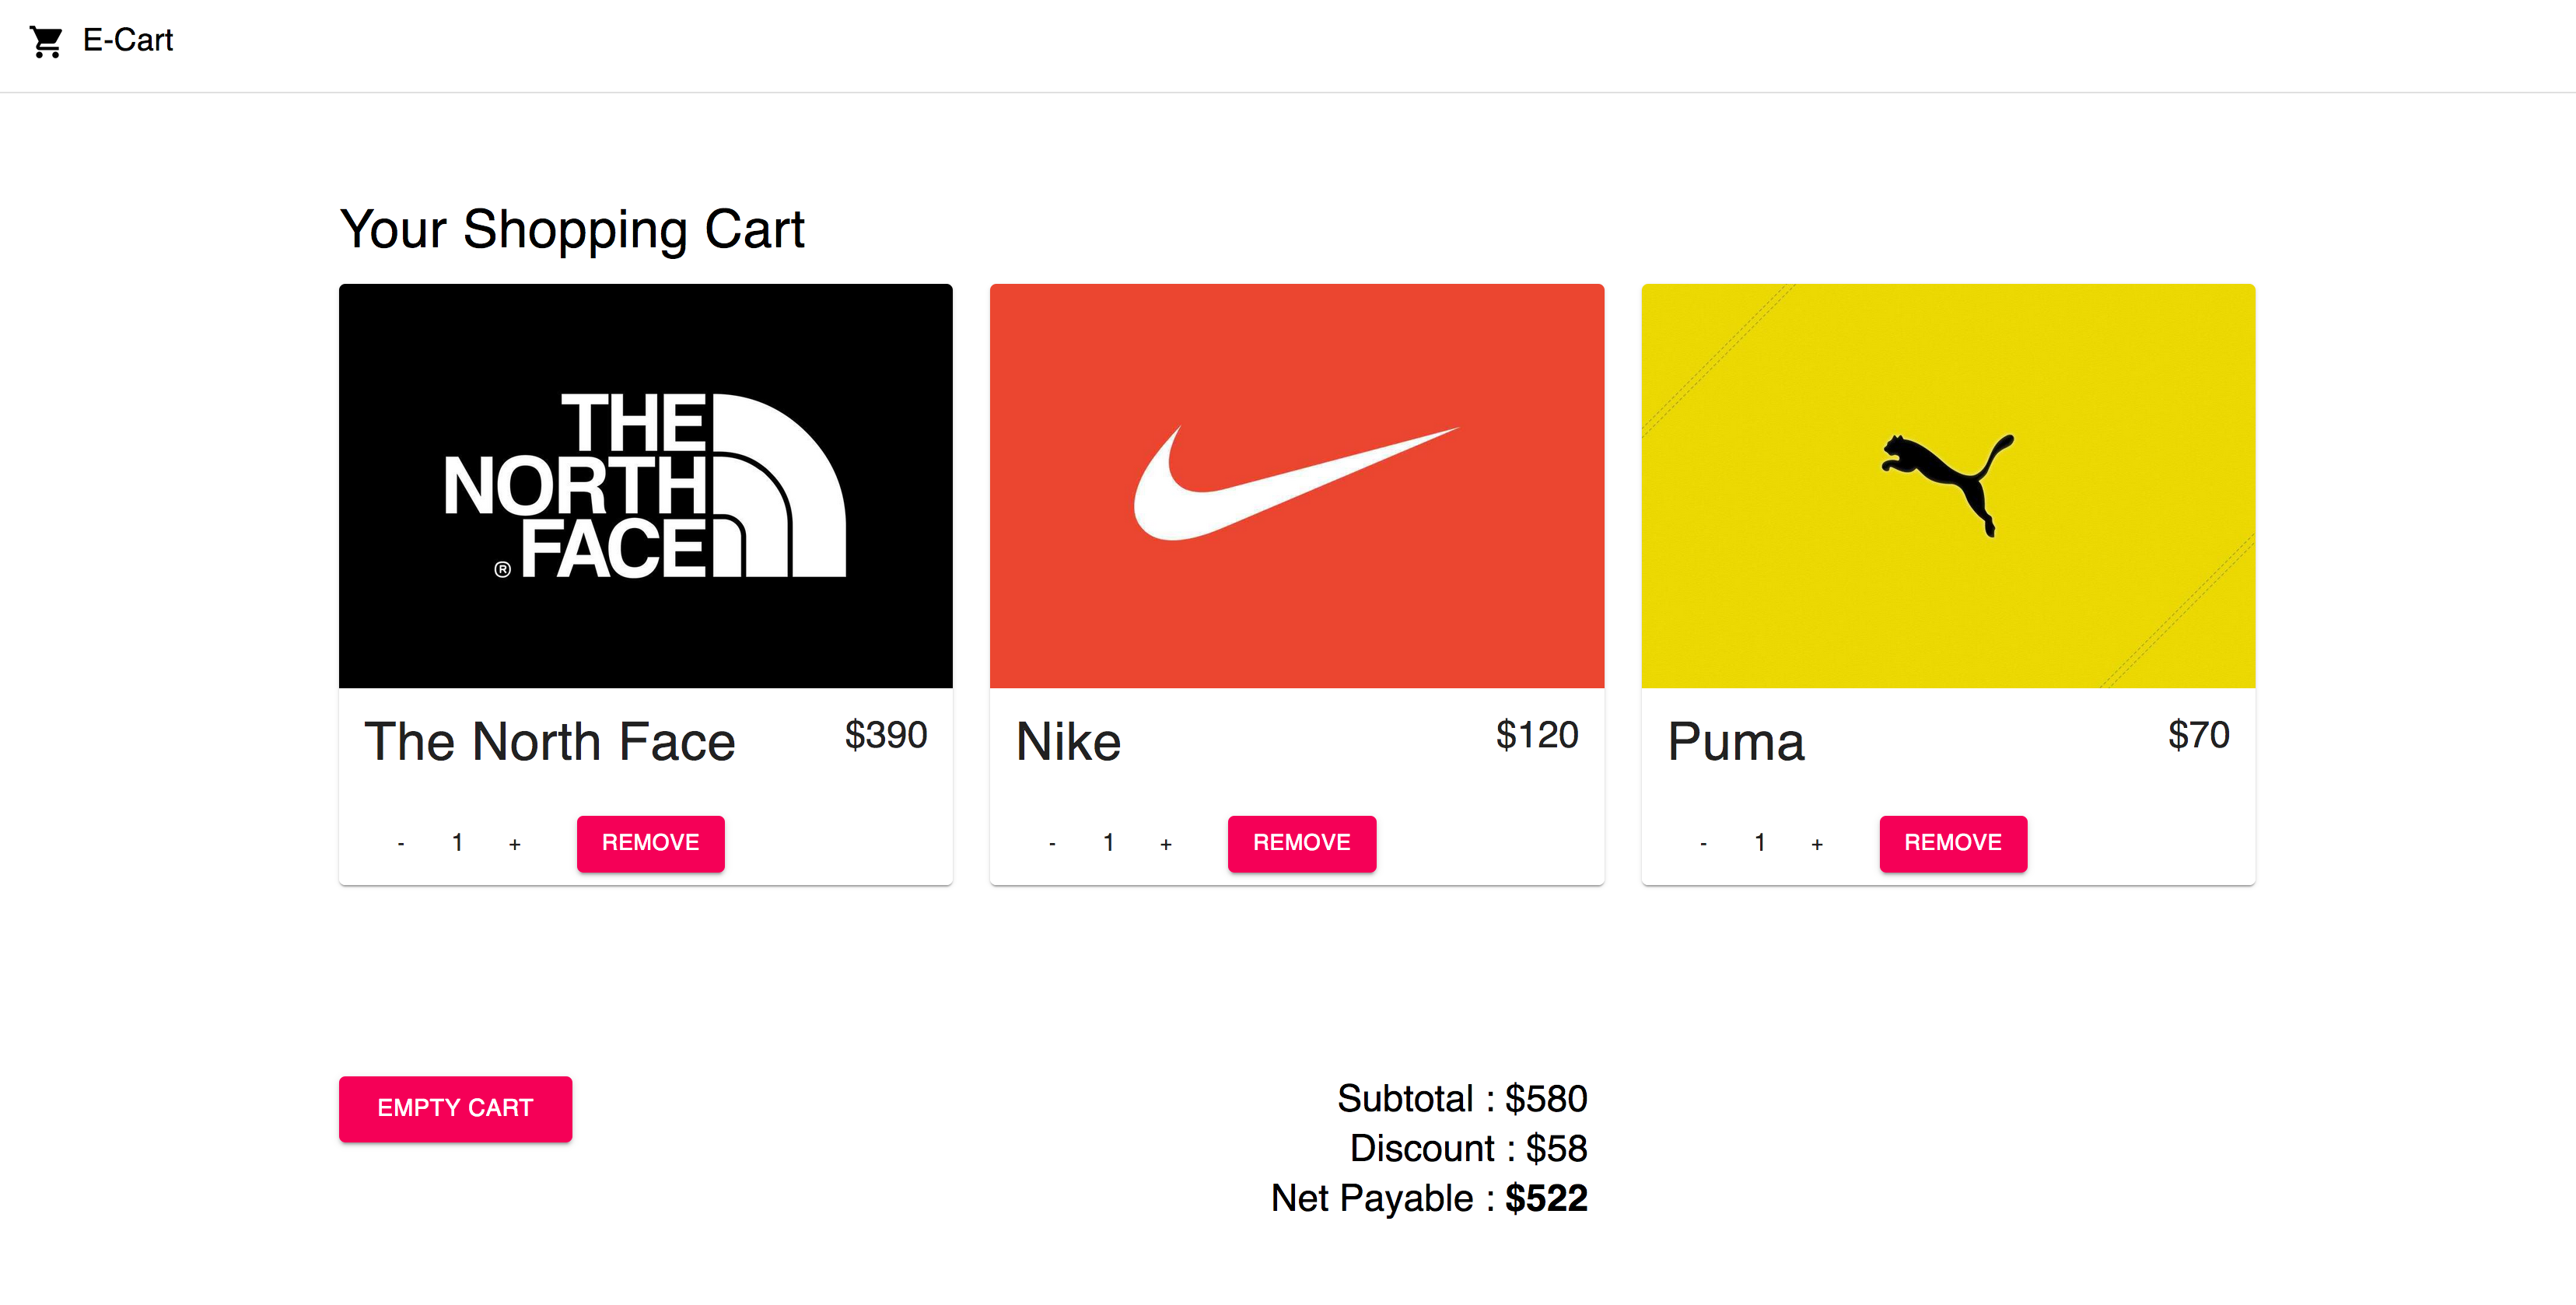 E-Cart
Your Shopping Cart
THE
NORTH
® FACE
The North Face $390
- 1 + REMOVE
Nike $120
- 1 + REMOVE
Puma $70
- 1 + REMOVE
EMPTY CART
Subtotal : $580
Discount : $58
Net Payable : $522